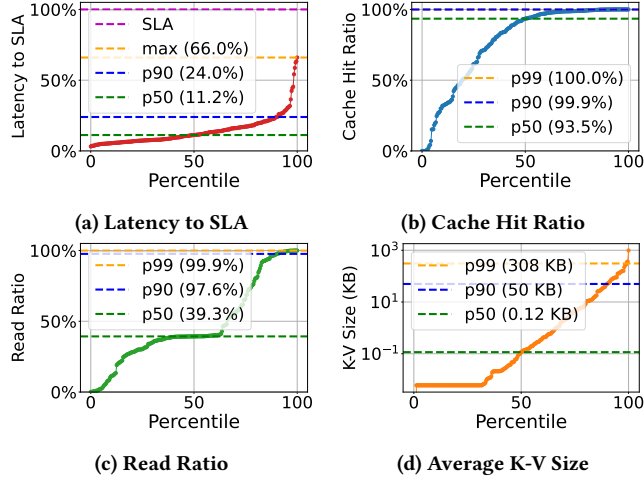 100%
50%
0%
Latency to SLA
SLA
max (66.0%)
p90 (24.0%)
p50 (11.2%)
0
50
100
Percentile
(a) Latency to SLA
100%
50%
0%
Cache Hit Ratio
p99 (100.0%)
p90 (99.9%)
p50 (93.5%)
0
50
100
Percentile
(b) Cache Hit Ratio
100%
50%
0%
Read Ratio
p99 (99.9%)
p90 (97.6%)
p50 (39.3%)
0
50
100
Percentile
(c) Read Ratio
10³
10¹
10⁻¹
K-V Size (KB)
p99 (308 KB)
p90 (50 KB)
p50 (0.12 KB)
0
50
100
Percentile
(d) Average K-V Size